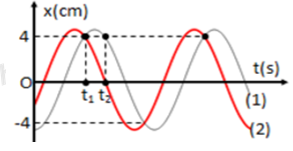 x(cm)
4
O
t₁ t₂
t(s)
(1)
-4
(2)